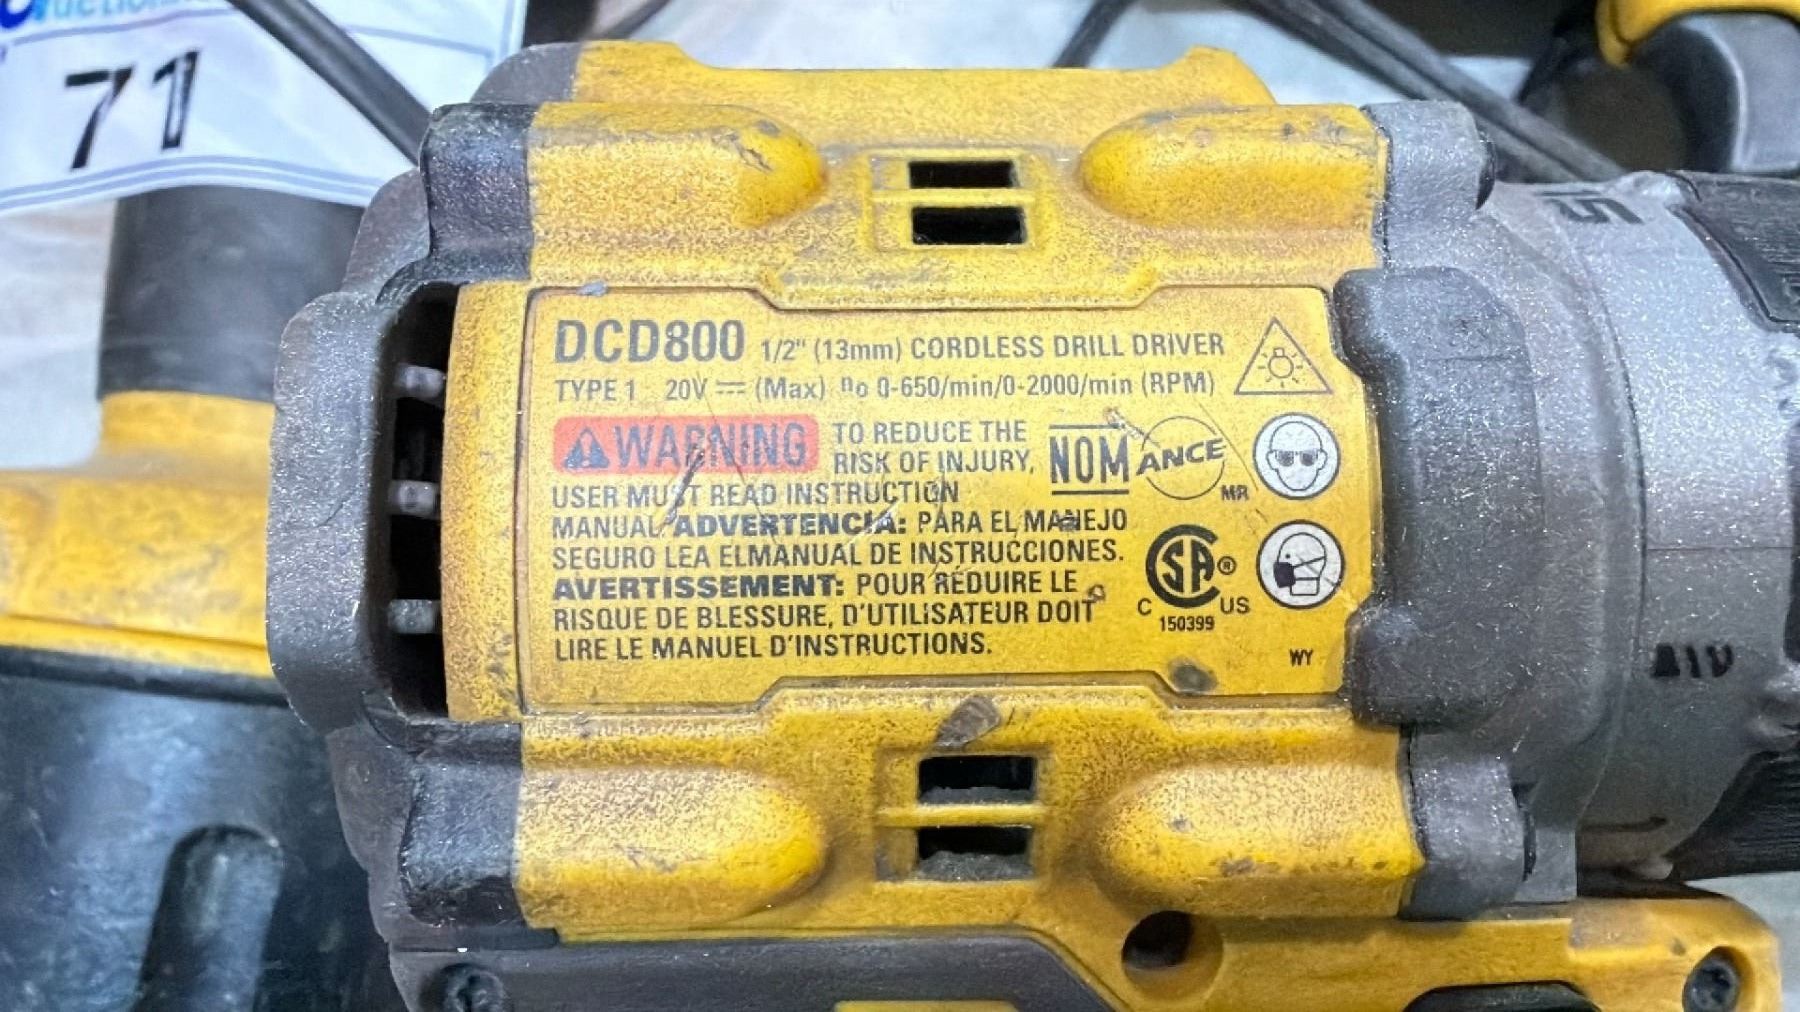 71
DCD800 1/2" (13mm) CORDLESS DRILL DRIVER
TYPE 1 20V ⎓ (Max) no 0-650/min/0-2000/min (RPM)
WARNING TO REDUCE THE
RISK OF INJURY,
USER MUST READ INSTRUCTION
MANUAL. ADVERTENCIA: PARA EL MANEJO
SEGURO LEA ELMANUAL DE INSTRUCCIONES.
AVERTISSEMENT: POUR RÉDUIRE LE
RISQUE DE BLESSURE, D'UTILISATEUR DOIT
LIRE LE MANUEL D'INSTRUCTIONS.
NOM ANCE
MR
CSA®
C US
150399
WY
15